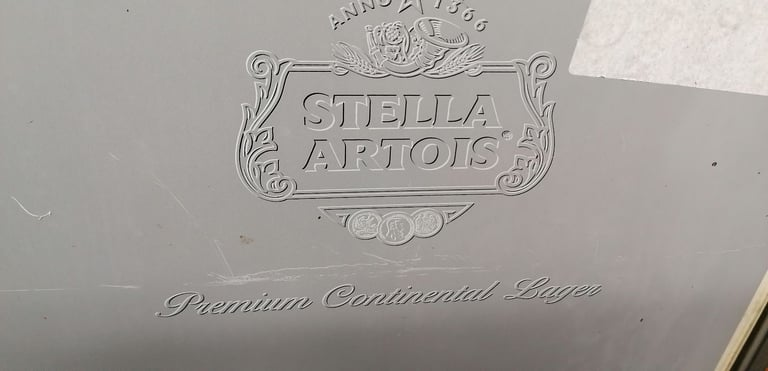 ANNO 1366
STELLA
ARTOIS
Premium Continental Lager